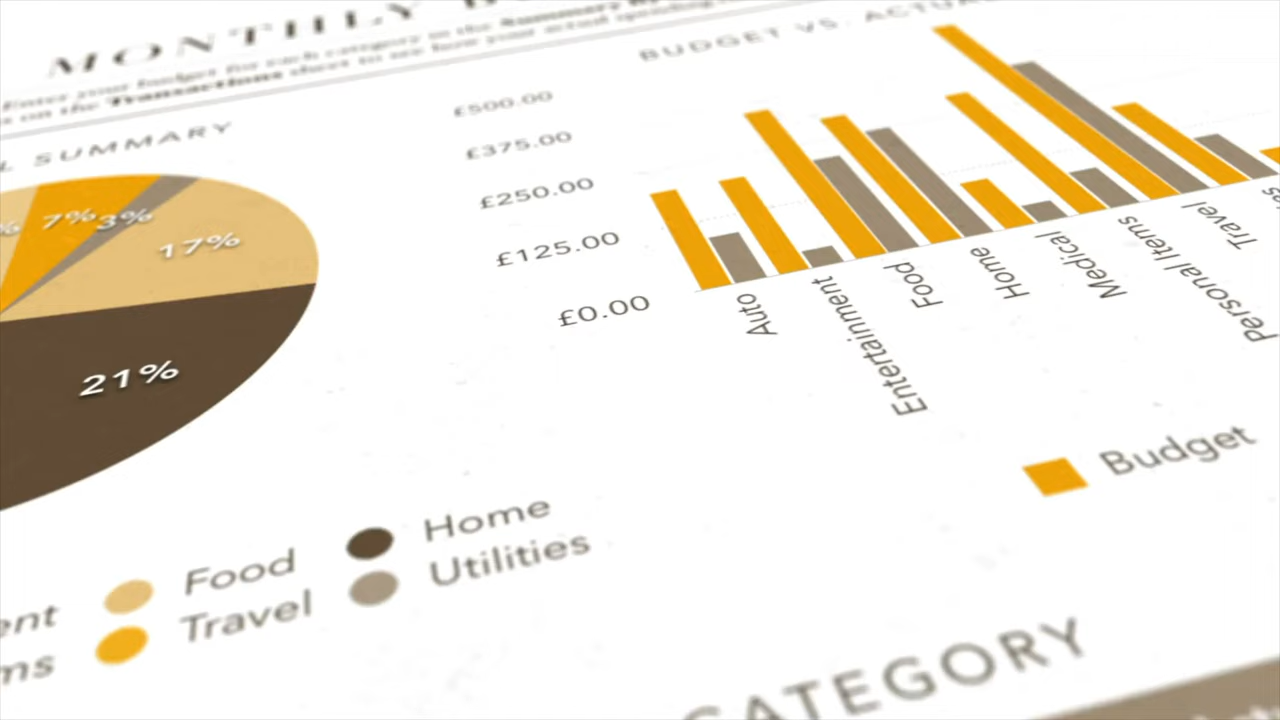 MONTHLY
Enter your budget for each category in the Summary
on the Transactions sheet to see how your actual spending
SUMMARY
7%
3%
17%
21%
Food
Home
Travel
Utilities
BUDGET VS. ACTUAL
£500.00
£375.00
£250.00
£125.00
£0.00
Auto
Entertainment
Food
Home
Medical
Personal Items
Travel
Budget
CATEGORY